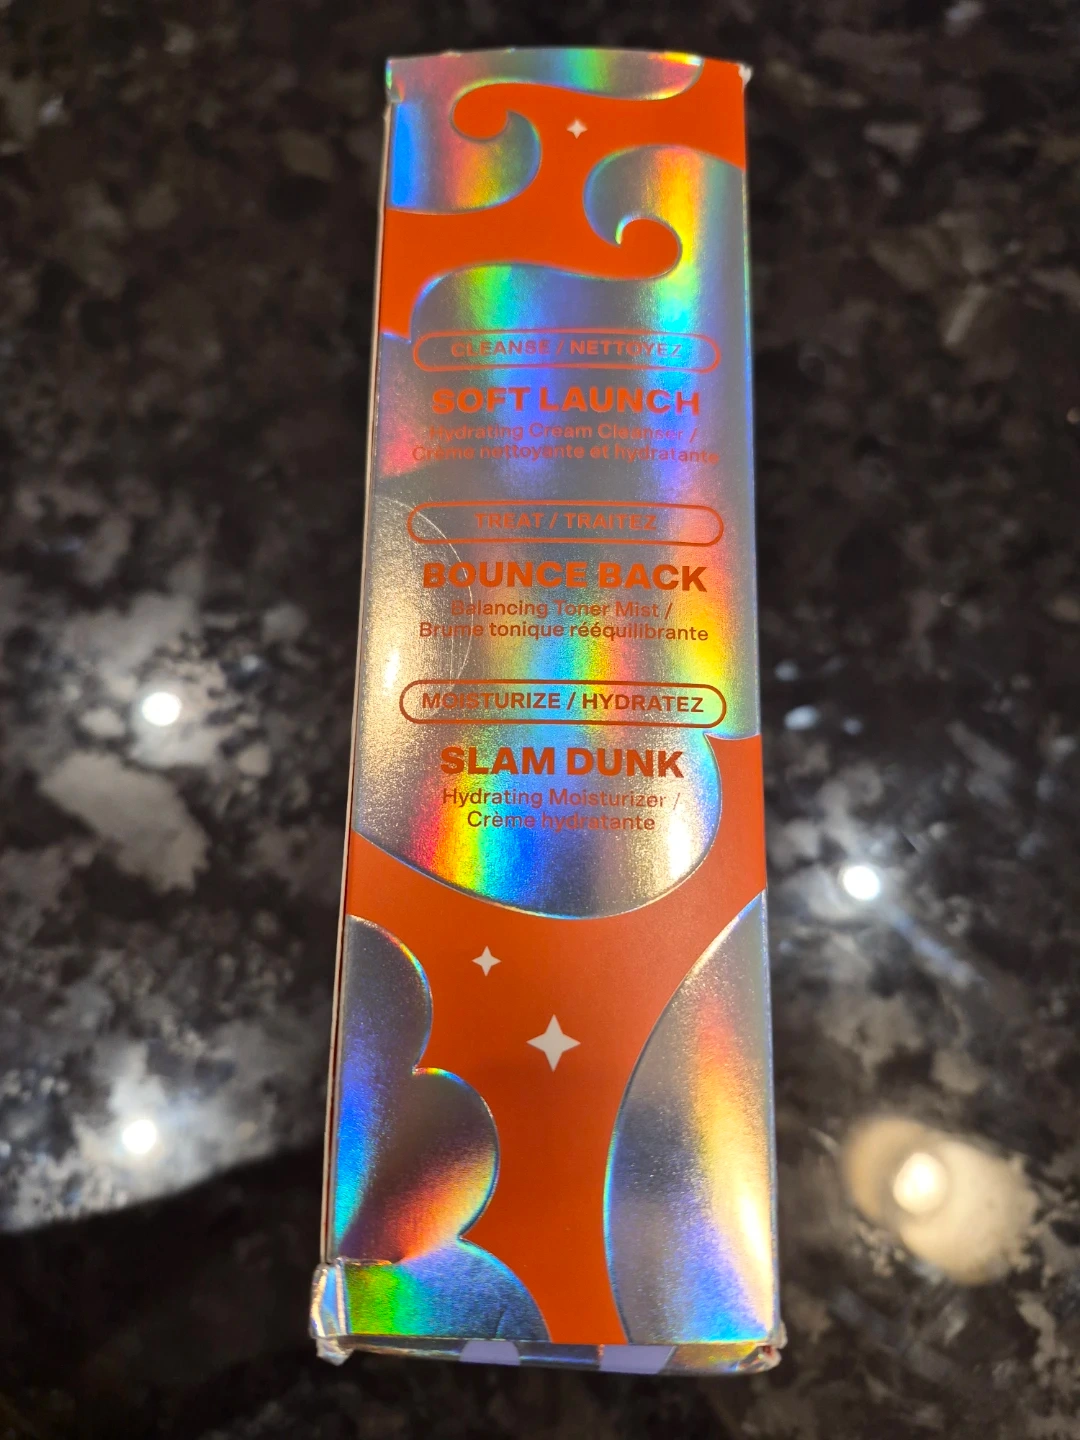 CLEANSE / NETTOYEZ
SOFT LAUNCH
Hydrating Cream Cleanser /
Crème nettoyante et hydratante
TREAT / TRAITEZ
BOUNCE BACK
Balancing Toner Mist /
Brume tonique rééquilibrante
MOISTURIZE / HYDRATEZ
SLAM DUNK
Hydrating Moisturizer /
Crème hydratante